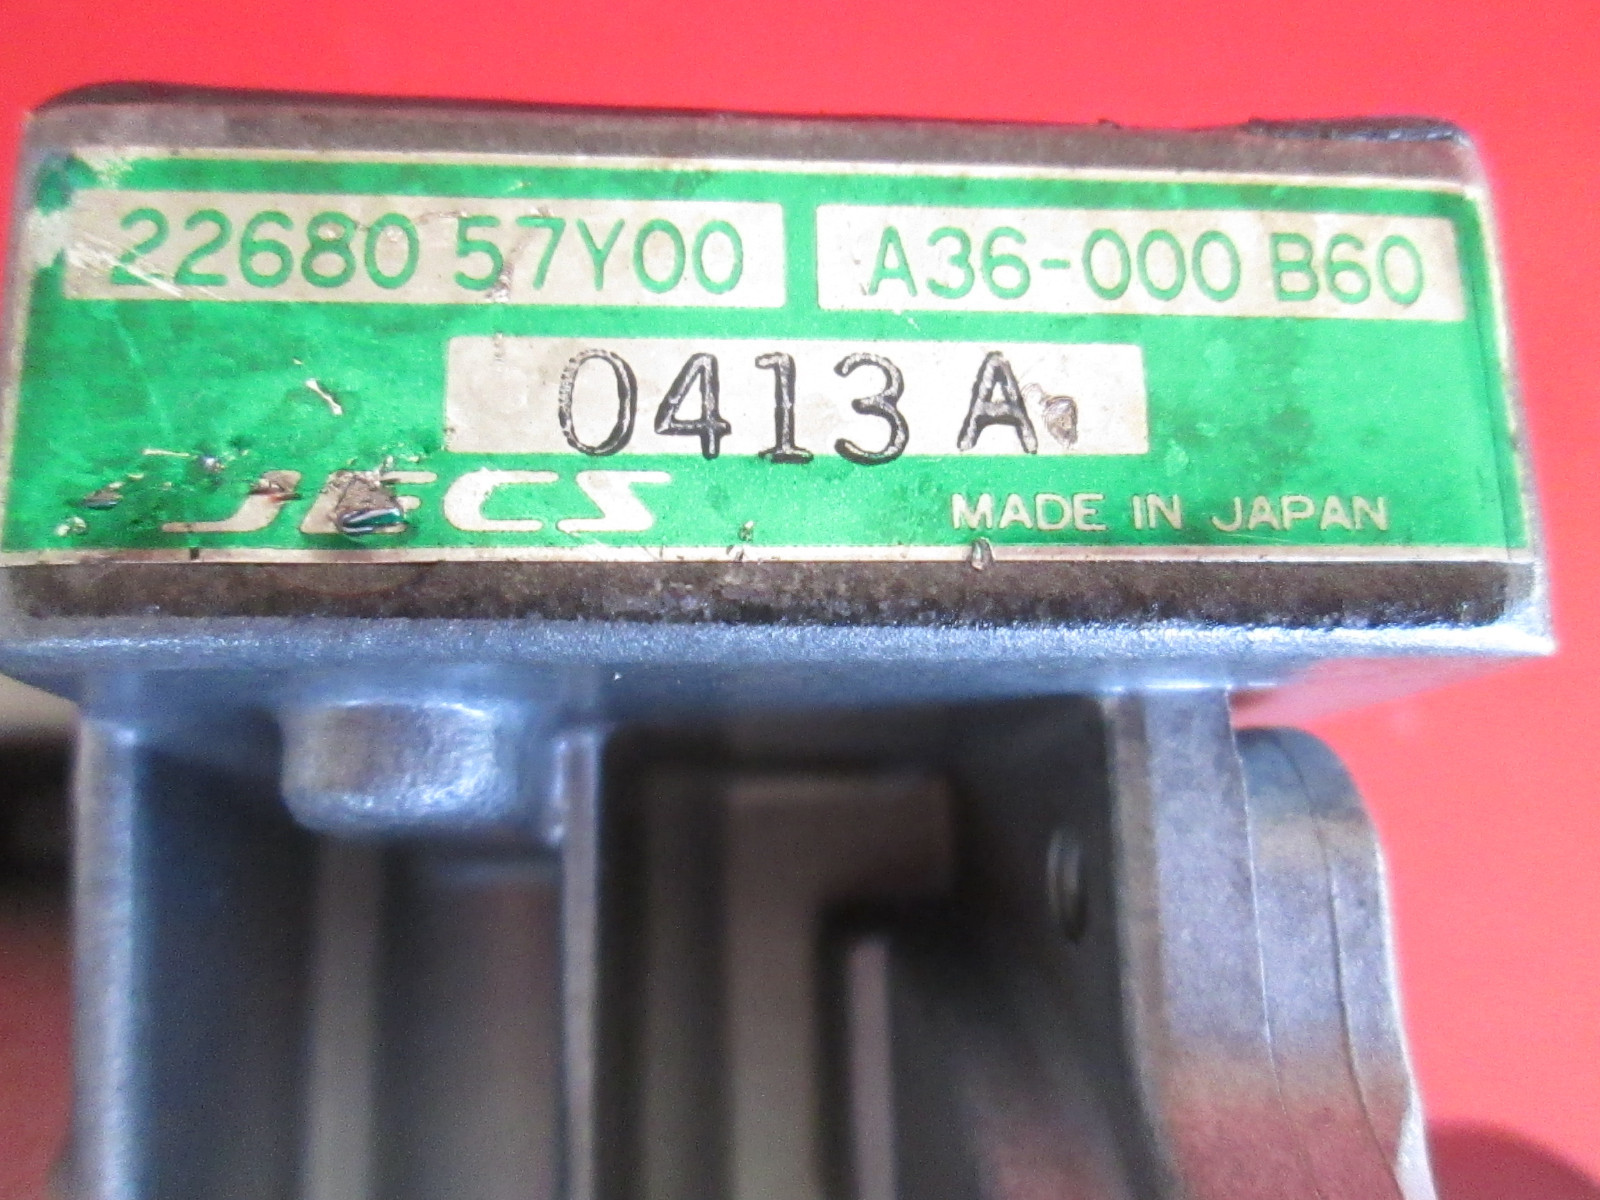 22680 57Y00 A36-000 B60
0413 A
JECS MADE IN JAPAN